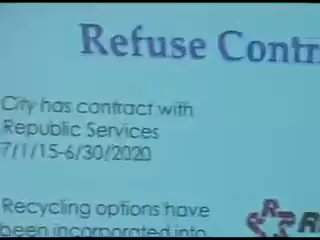 Refuse Contr
City has contract with
Republic Services
7/1/15-6/30/2020
Recycling options have
been incorporated into